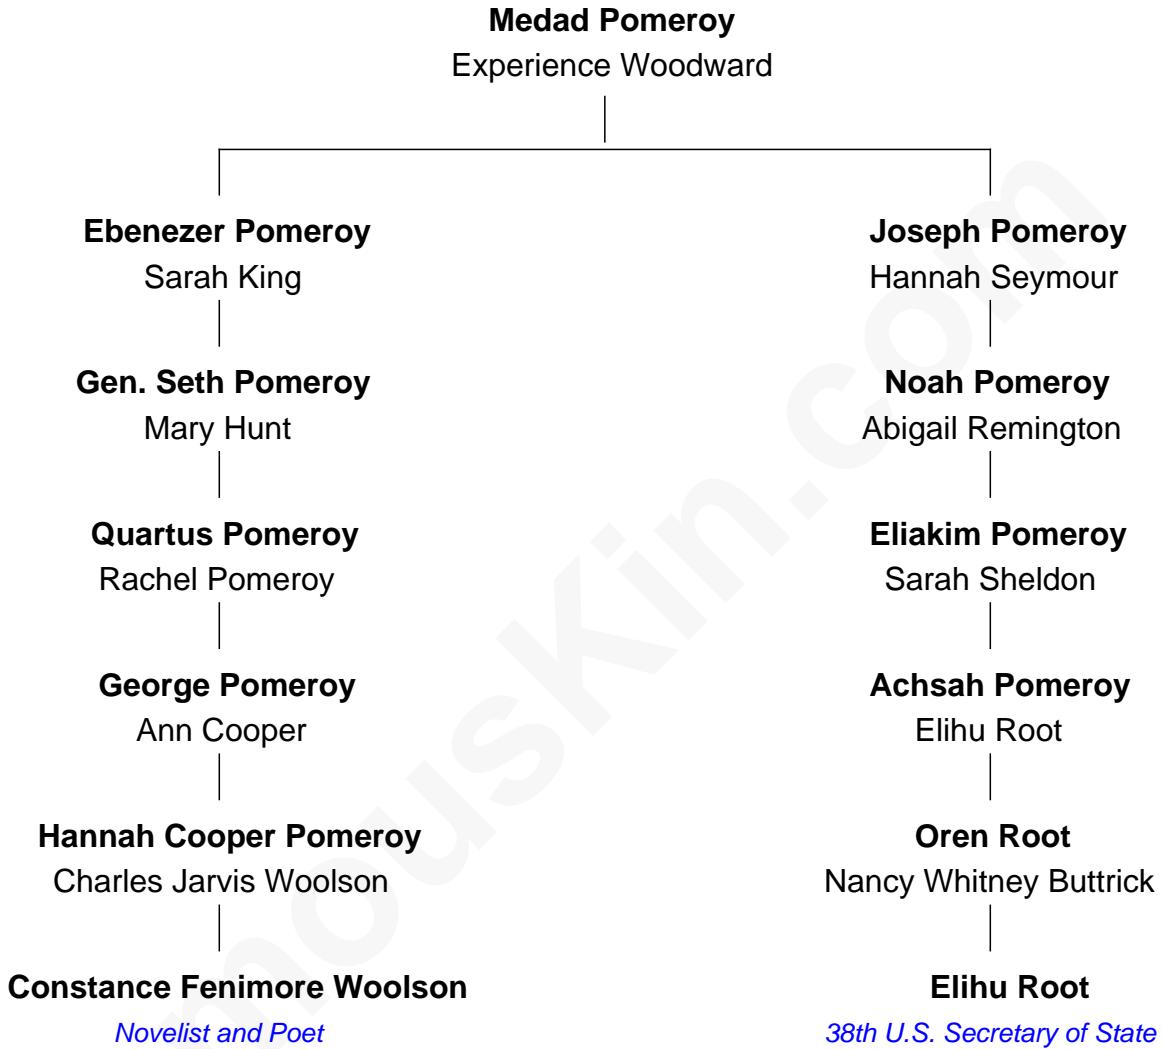 Medad Pomeroy
Experience Woodward
Ebenezer Pomeroy
Sarah King
Joseph Pomeroy
Hannah Seymour
Gen. Seth Pomeroy
Mary Hunt
Noah Pomeroy
Abigail Remington
Quartus Pomeroy
Rachel Pomeroy
Eliakim Pomeroy
Sarah Sheldon
George Pomeroy
Ann Cooper
Achsah Pomeroy
Elihu Root
Hannah Cooper Pomeroy
Charles Jarvis Woolson
Oren Root
Nancy Whitney Buttrick
Constance Fenimore Woolson
Novelist and Poet
Elihu Root
38th U.S. Secretary of State
mousKin.com